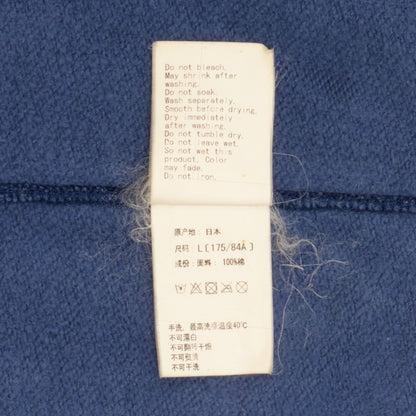 Do not bleach.
May shrink after
washing.
Do not soak.
Wash separately.
Smooth before drying.
Dry immediately
after washing.
Do not tumble dry.
Do not leave wet.
So not wet this
product. Color
may fade.
Do not iron.
原产地: 日本
尺码: L[175/84A]
成份: 面料: 100%棉
手洗, 最高洗涤温度40℃
不可漂白
不可翻转干燥
不可熨烫
不可干洗